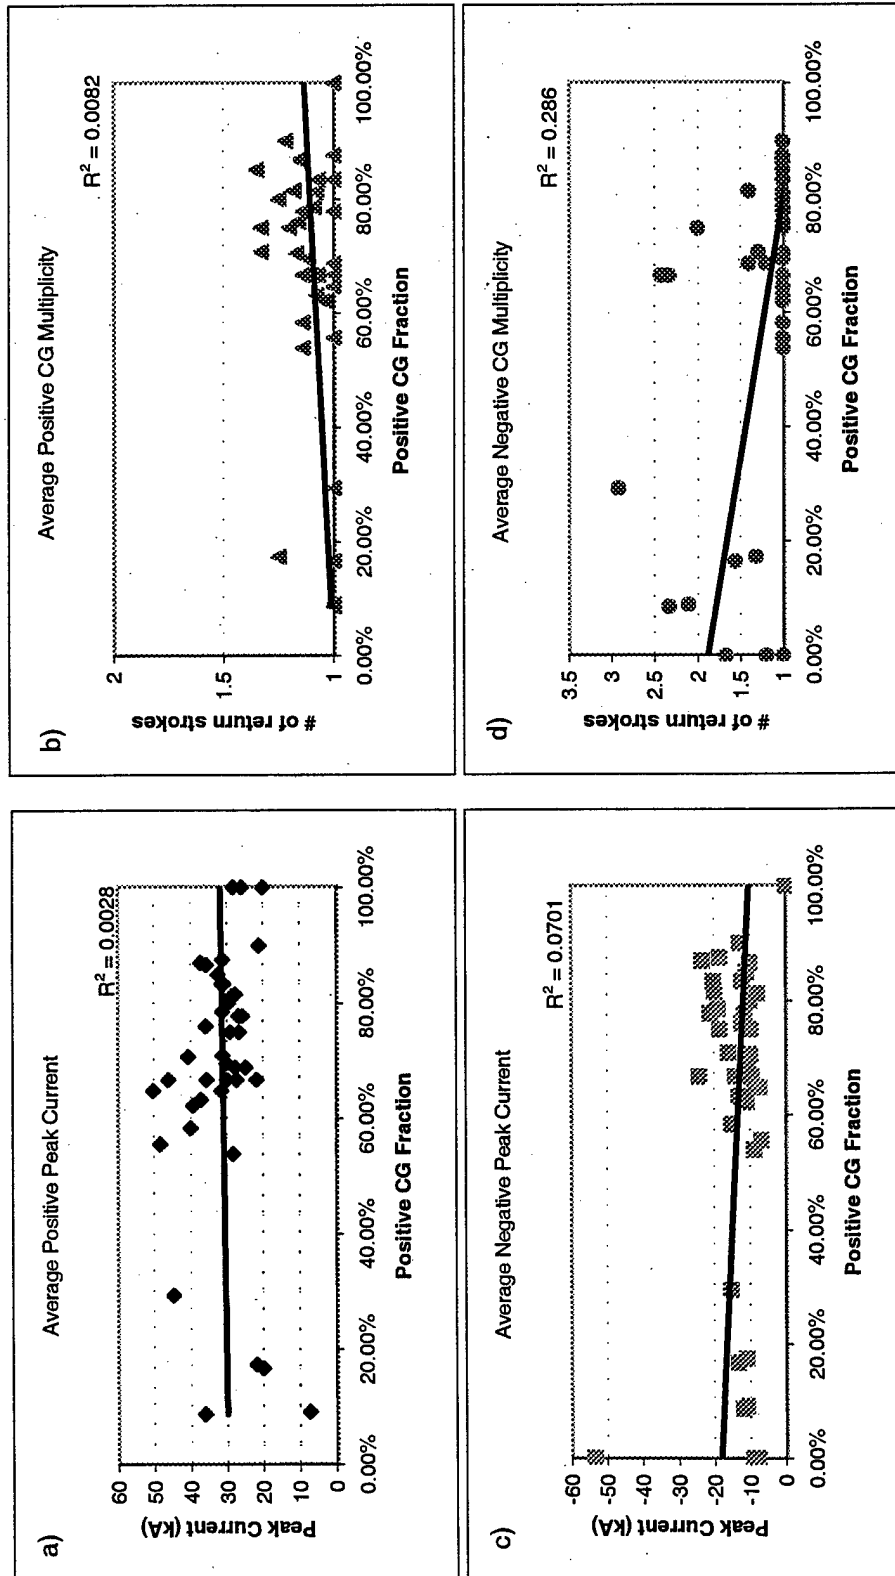 a)
Average Positive Peak Current
R² = 0.0028
Peak Current (kA)
60
50
40
30
20
10
0
0.00%
20.00%
40.00%
60.00%
80.00%
100.00%
Positive CG Fraction
b)
Average Positive CG Multiplicity
R² = 0.0082
# of return strokes
2
1.5
1
0.00%
20.00%
40.00%
60.00%
80.00%
100.00%
Positive CG Fraction
c)
Average Negative Peak Current
R² = 0.0701
Peak Current (kA)
-60
-50
-40
-30
-20
-10
0
0.00%
20.00%
40.00%
60.00%
80.00%
100.00%
Positive CG Fraction
d)
Average Negative CG Multiplicity
R² = 0.286
# of return strokes
3.5
3
2.5
2
1.5
1
0.00%
20.00%
40.00%
60.00%
80.00%
100.00%
Positive CG Fraction